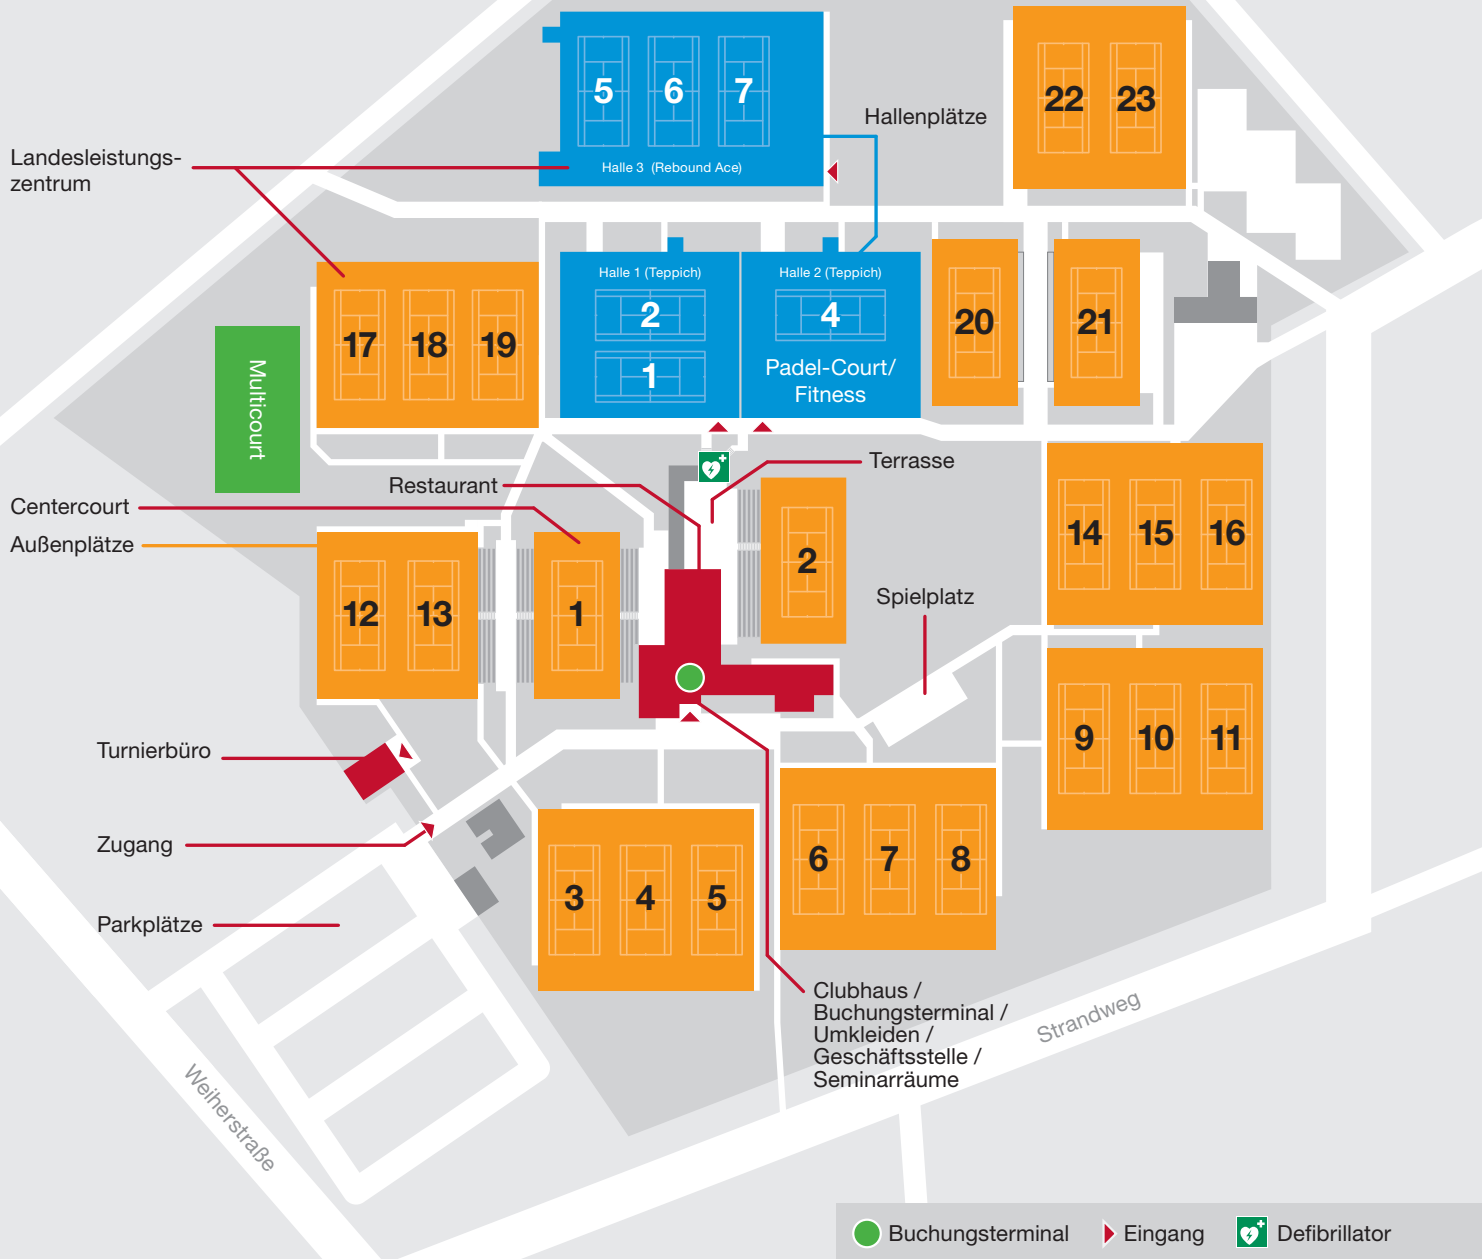 5 6 7
Halle 3 (Rebound Ace)
Hallenplätze
22 23
Landesleistungs-
zentrum
Halle 1 (Teppich)
2
1
Halle 2 (Teppich)
4
Padel-Court/
Fitness
20
21
17 18 19
Multicourt
Terrasse
Restaurant
Centercourt
Außenplätze
14 15 16
2
12 13
1
Spielplatz
9 10 11
Turnierbüro
Zugang
6 7 8
3 4 5
Parkplätze
Clubhaus /
Buchungsterminal /
Umkleiden /
Geschäftsstelle /
Seminarräume
Strandweg
Weiherstraße
Buchungsterminal
Eingang
Defibrillator